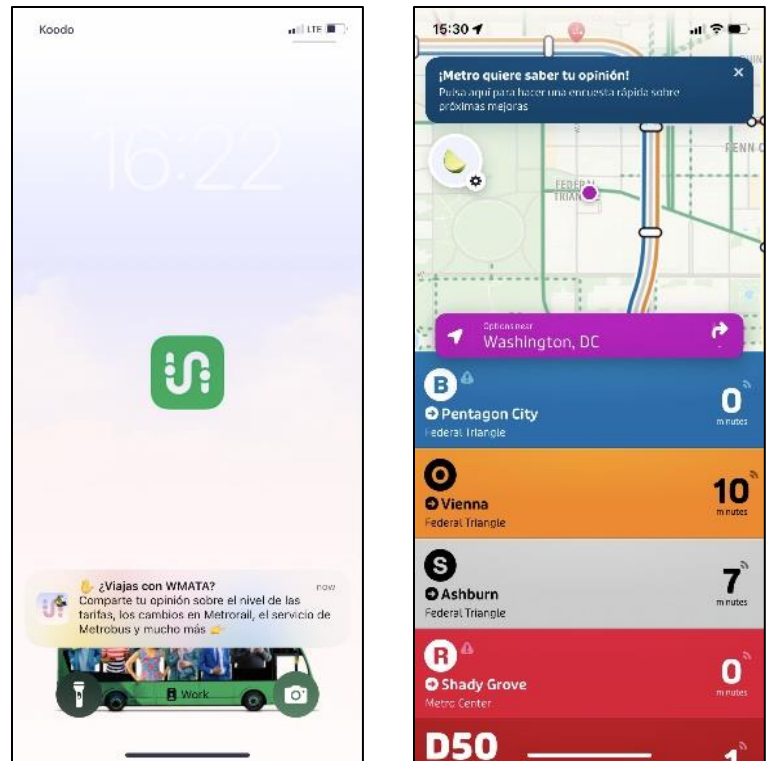 Koodo
LTE
16:22
¿Viajas con WMATA?
now
Comparte tu opinión sobre el nivel de las
tarifas, los cambios en Metrorail, el servicio de
Metrobus y mucho más
Work
15:30
¡Metro quiere saber tu opinión!
Pulsa aquí para hacer una encuesta rápida sobre
próximas mejoras
PENN
FEDERAL
TRIANGLE
Options near
Washington, DC
B
Pentagon City
Federal Triangle
0
minutes
Vienna
Federal Triangle
10
minutes
S
Ashburn
Federal Triangle
7
minutes
R
Shady Grove
Metro Center
0
minutes
D50
1